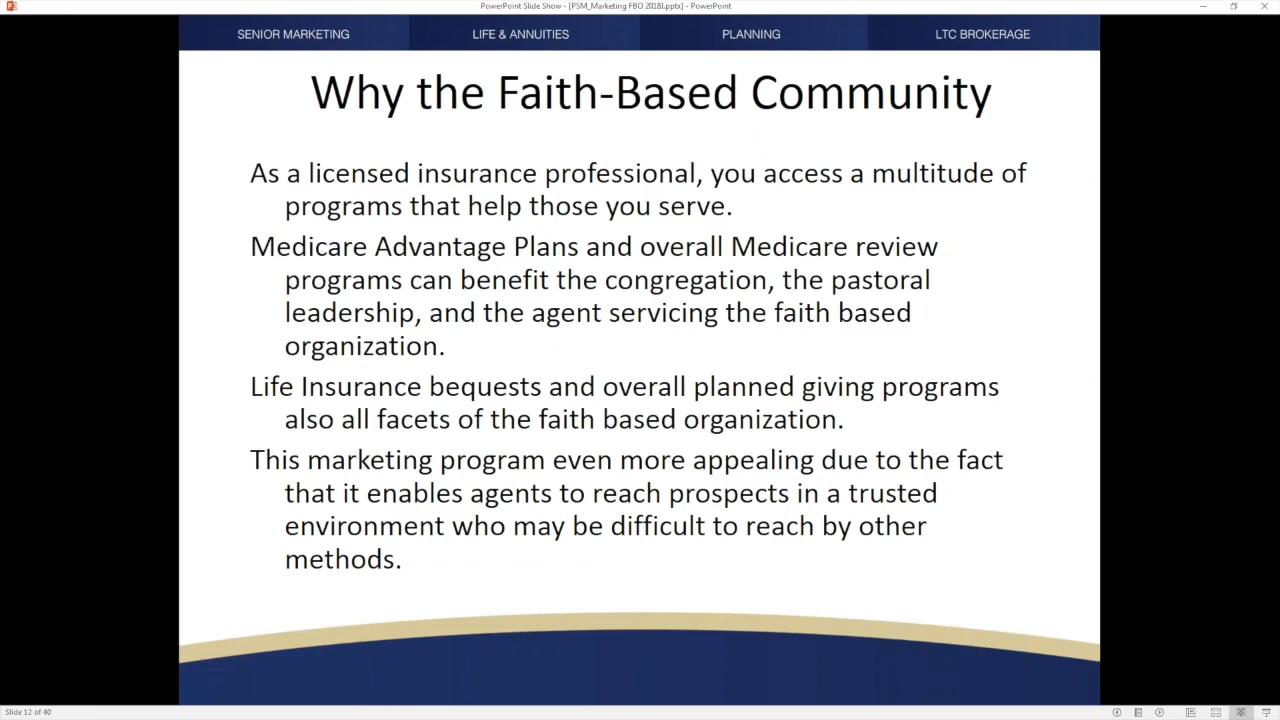 PowerPoint Slide Show - [PSM_Marketing FBO 2018l.pptx] - PowerPoint
SENIOR MARKETING
LIFE & ANNUITIES
PLANNING
LTC BROKERAGE
Why the Faith-Based Community
As a licensed insurance professional, you access a multitude of
programs that help those you serve.
Medicare Advantage Plans and overall Medicare review
programs can benefit the congregation, the pastoral
leadership, and the agent servicing the faith based
organization.
Life Insurance bequests and overall planned giving programs
also all facets of the faith based organization.
This marketing program even more appealing due to the fact
that it enables agents to reach prospects in a trusted
environment who may be difficult to reach by other
methods.
Slide 12 of 40